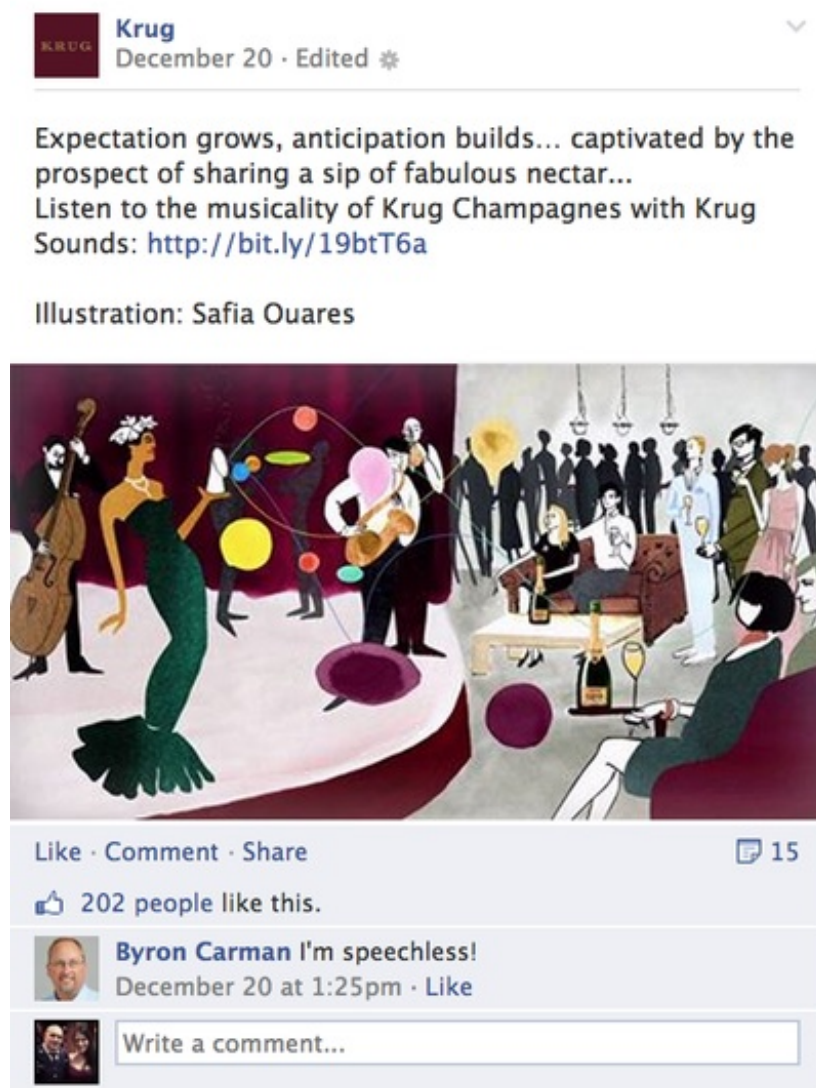 KRUG
Krug
December 20 · Edited
Expectation grows, anticipation builds... captivated by the
prospect of sharing a sip of fabulous nectar...
Listen to the musicality of Krug Champagnes with Krug
Sounds: http://bit.ly/19btT6a
Illustration: Safia Ouares
Like · Comment · Share
15
202 people like this.
Byron Carman I'm speechless!
December 20 at 1:25pm · Like
Write a comment...